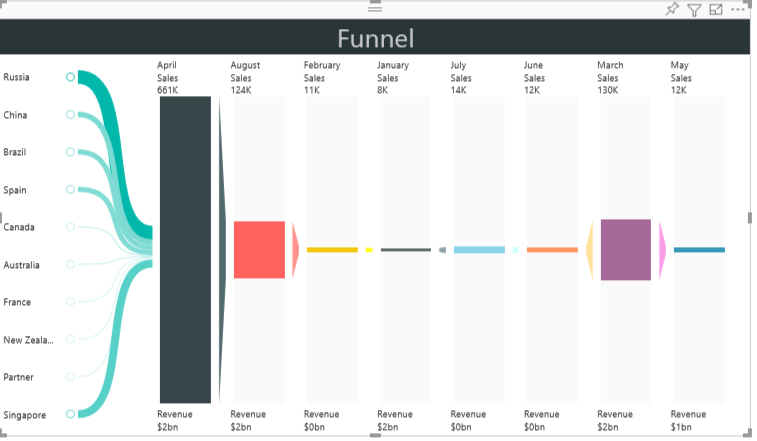 Funnel
Russia
China
Brazil
Spain
Canada
Australia
France
New Zeala...
Partner
Singapore
April
Sales
661K
August
Sales
124K
February
Sales
11K
January
Sales
8K
July
Sales
14K
June
Sales
12K
March
Sales
130K
May
Sales
12K
Revenue
$2bn
Revenue
$2bn
Revenue
$0bn
Revenue
$2bn
Revenue
$0bn
Revenue
$0bn
Revenue
$2bn
Revenue
$1bn